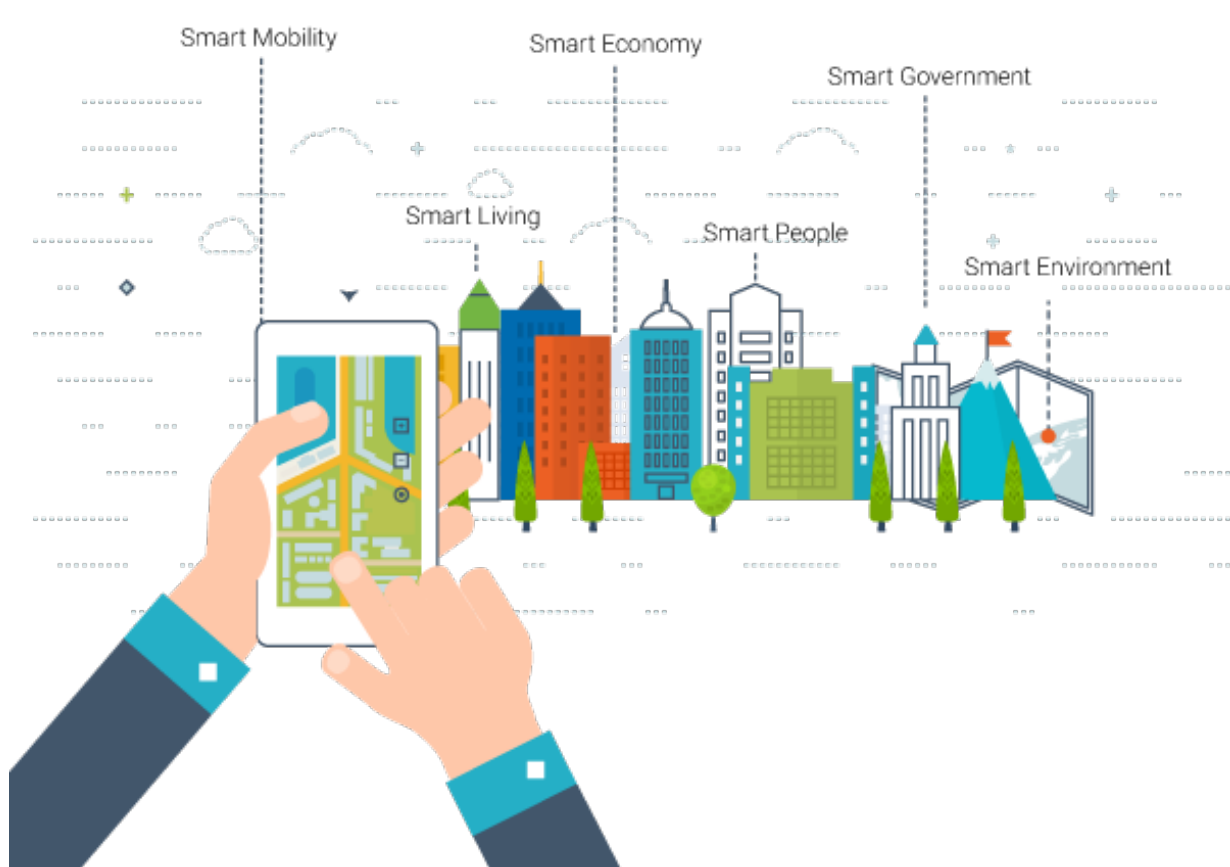 Smart Mobility
Smart Economy
Smart Government
Smart Living
Smart People
Smart Environment